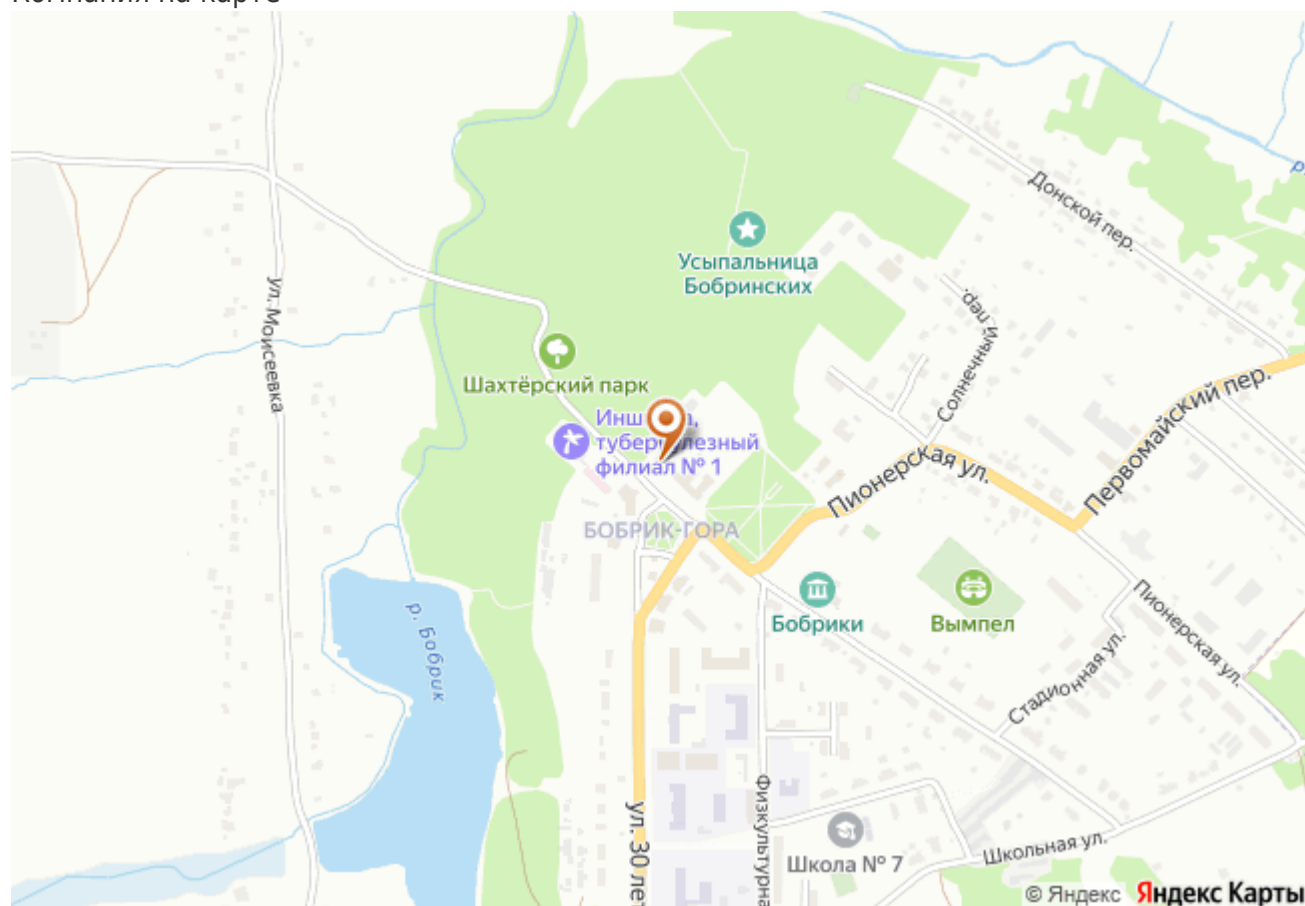 Компания на карте
Донской пер.
Усыпальница
Бобринских
Солнечный пер.
ул. Моисеевка
Шахтёрский парк
Первомайский пер.
туберкулезный
филиал № 1
Пионерская ул.
БОБРИК-ГОРА
р. Бобрик
Бобрики
Вымпел
Пионерская ул.
Стадионная ул.
ул. 30 лет
Школа № 7
Школьная ул.
© Яндекс Яндекс Карты